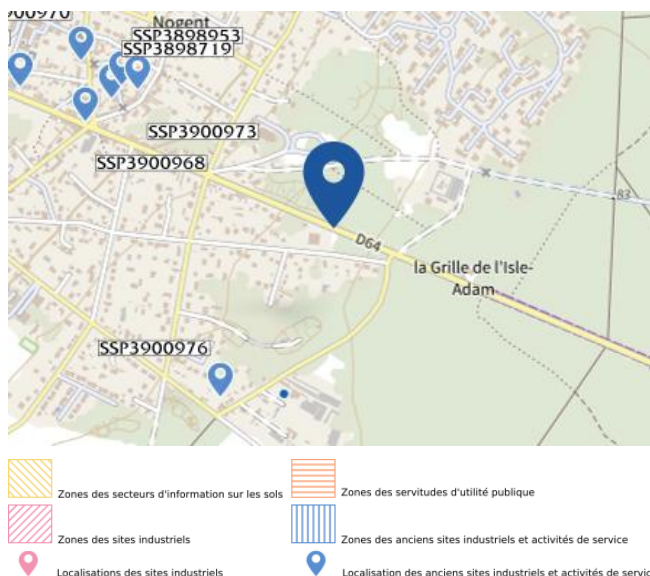 Nogent
SSP3898953
SSP3898719
SSP3900973
SSP3900968
83
D64
la Grille de l'Isle-
Adam
SSP3900976
Zones des secteurs d'information sur les sols
Zones des servitudes d'utilité publique
Zones des sites industriels
Zones des anciens sites industriels et activités de service
Localisations des sites industriels
Localisation des anciens sites industriels et activités de servic